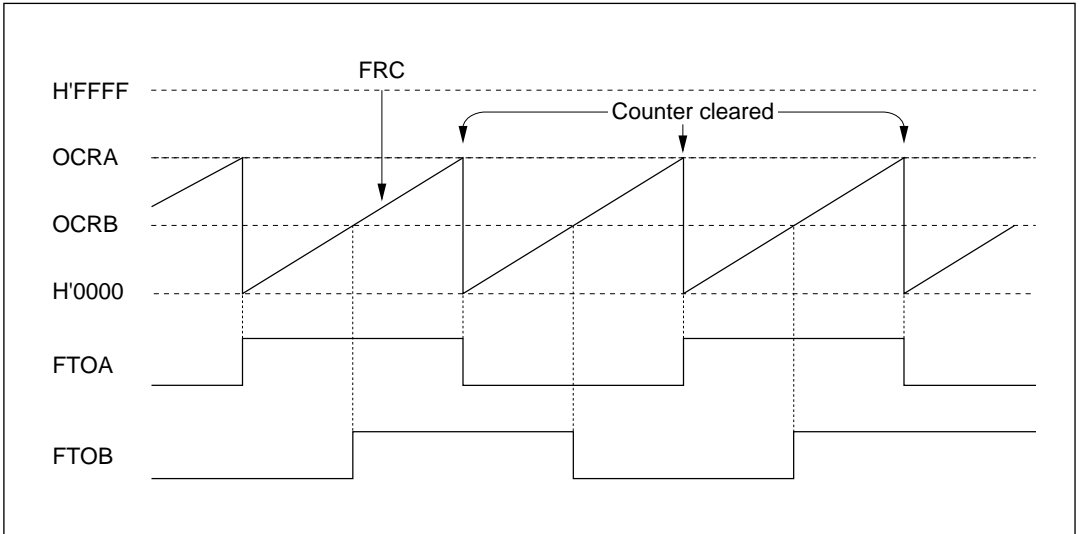 FRC
H'FFFF
Counter cleared
OCRA
OCRB
H'0000
FTOA
FTOB